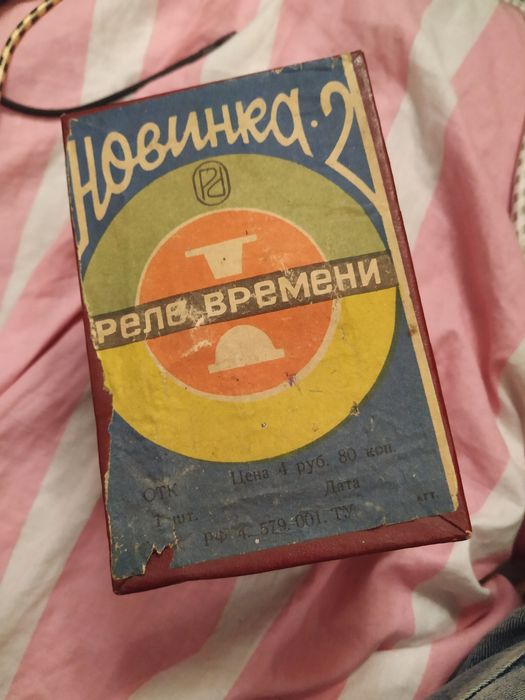 Новинка·2
реле времени
ОТК Цена 4 руб. 80 коп.
1 шт. Дата
рф 4. 579 001. ТУ